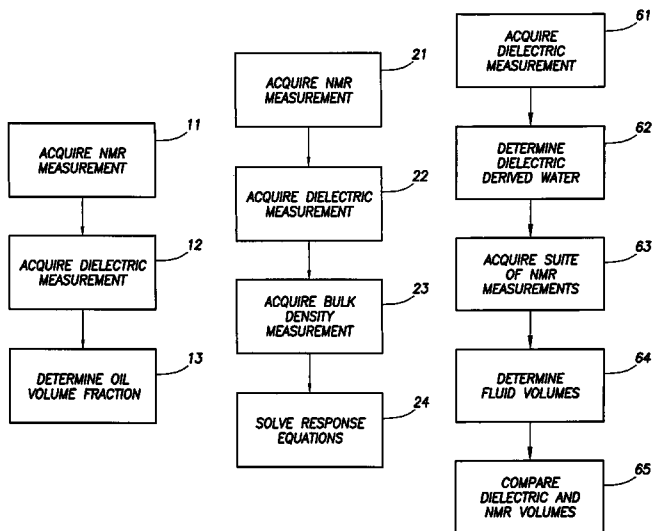 11
ACQUIRE NMR
MEASUREMENT
12
ACQUIRE DIELECTRIC
MEASUREMENT
13
DETERMINE OIL
VOLUME FRACTION
21
ACQUIRE NMR
MEASUREMENT
22
ACQUIRE DIELECTRIC
MEASUREMENT
23
ACQUIRE BULK
DENSITY
MEASUREMENT
24
SOLVE RESPONSE
EQUATIONS
61
ACQUIRE
DIELECTRIC
MEASUREMENT
62
DETERMINE
DIELECTRIC
DERIVED WATER
63
ACQUIRE SUITE
OF NMR
MEASUREMENTS
64
DETERMINE
FLUID VOLUMES
65
COMPARE
DIELECTRIC AND
NMR VOLUMES